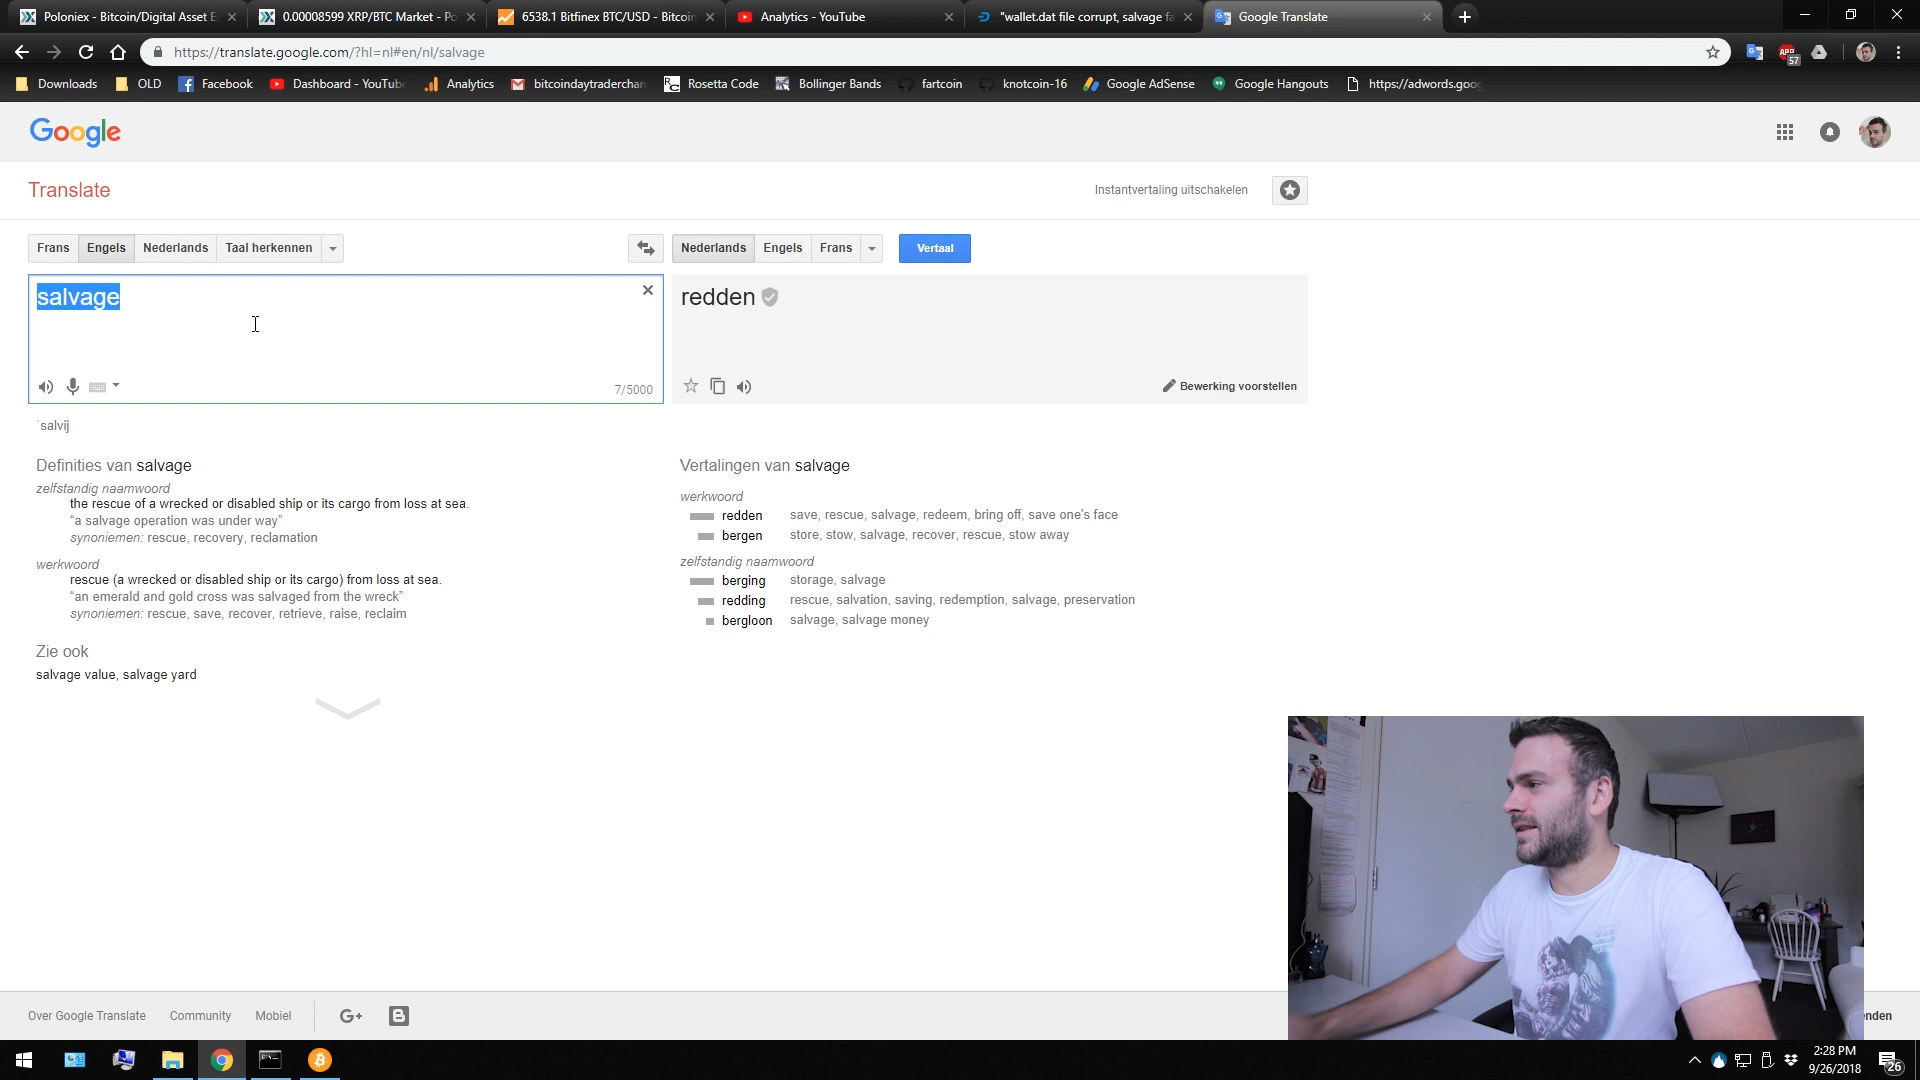 Poloniex - Bitcoin/Digital Asset E
0.00008599 XRP/BTC Market - Po
6538.1 Bitfinex BTC/USD - Bitcoin
Analytics - YouTube
"wallet.dat file corrupt, salvage fa
Google Translate
https://translate.google.com/?hl=nl#en/nl/salvage
ABP
57
Downloads
OLD
Facebook
Dashboard - YouTube
Analytics
bitcoindaytraderchan
Rosetta Code
Bollinger Bands
fartcoin
knotcoin-16
Google AdSense
Google Hangouts
https://adwords.goog
Google
Translate
Instantvertaling uitschakelen
Frans
Engels
Nederlands
Taal herkennen
Nederlands
Engels
Frans
Vertaal
salvage
7/5000
redden
Bewerking voorstellen
ˈsalvij
Definities van salvage
zelfstandig naamwoord
the rescue of a wrecked or disabled ship or its cargo from loss at sea.
"a salvage operation was under way"
synoniemen: rescue, recovery, reclamation
werkwoord
rescue (a wrecked or disabled ship or its cargo) from loss at sea.
"an emerald and gold cross was salvaged from the wreck"
synoniemen: rescue, save, recover, retrieve, raise, reclaim
Zie ook
salvage value, salvage yard
Vertalingen van salvage
werkwoord
redden save, rescue, salvage, redeem, bring off, save one's face
bergen store, stow, salvage, recover, rescue, stow away
zelfstandig naamwoord
berging storage, salvage
redding rescue, salvation, saving, redemption, salvage, preservation
bergloon salvage, salvage money
Over Google Translate
Community
Mobiel
G+
enden
2:28 PM
9/26/2018
26